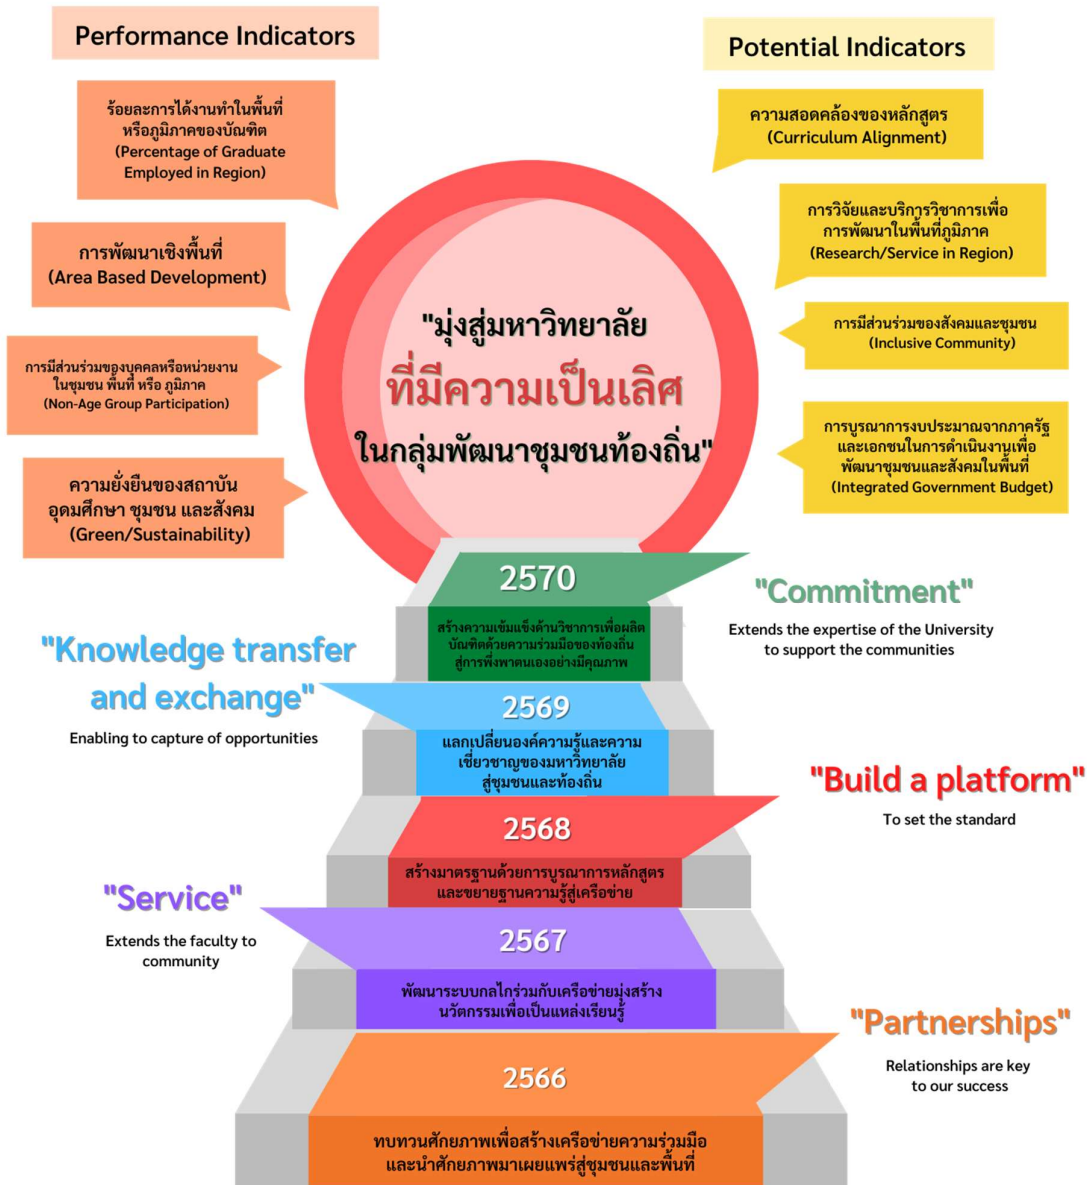 Performance Indicators
ร้อยละการได้งานทำในพื้นที่
หรือภูมิภาคของบัณฑิต
(Percentage of Graduate
Employed in Region)
การพัฒนาเชิงพื้นที่
(Area Based Development)
การมีส่วนร่วมของบุคคลหรือหน่วยงาน
ในชุมชน พื้นที่ หรือ ภูมิภาค
(Non-Age Group Participation)
ความยั่งยืนของสถาบัน
อุดมศึกษา ชุมชน และสังคม
(Green/Sustainability)
Potential Indicators
ความสอดคล้องของหลักสูตร
(Curriculum Alignment)
การวิจัยและบริการวิชาการเพื่อ
การพัฒนาในพื้นที่ภูมิภาค
(Research/Service in Region)
การมีส่วนร่วมของสังคมและชุมชน
(Inclusive Community)
การบูรณาการงบประมาณจากภาครัฐ
และเอกชนในการดำเนินงานเพื่อ
พัฒนาชุมชนและสังคมในพื้นที่
(Integrated Government Budget)
"มุ่งสู่มหาวิทยาลัย
ที่มีความเป็นเลิศ
ในกลุ่มพัฒนาชุมชนท้องถิ่น"
2570
สร้างความเข้มแข็งด้านวิชาการเพื่อผลิต
บัณฑิตด้วยความร่วมมือของท้องถิ่น
สู่การพึ่งพาตนเองอย่างมีคุณภาพ
"Commitment"
Extends the expertise of the University
to support the communities
"Knowledge transfer
and exchange"
Enabling to capture of opportunities
2569
แลกเปลี่ยนองค์ความรู้และความ
เชี่ยวชาญของมหาวิทยาลัย
สู่ชุมชนและท้องถิ่น
"Build a platform"
To set the standard
2568
สร้างมาตรฐานด้วยการบูรณาการหลักสูตร
และขยายฐานความรู้สู่เครือข่าย
"Service"
Extends the faculty to
community
2567
พัฒนาระบบกลไกร่วมกับเครือข่ายมุ่งสร้าง
นวัตกรรมเพื่อเป็นแหล่งเรียนรู้
"Partnerships"
Relationships are key
to our success
2566
ทบทวนศักยภาพเพื่อสร้างเครือข่ายความร่วมมือ
และนำศักยภาพมาเผยแพร่สู่ชุมชนและพื้นที่